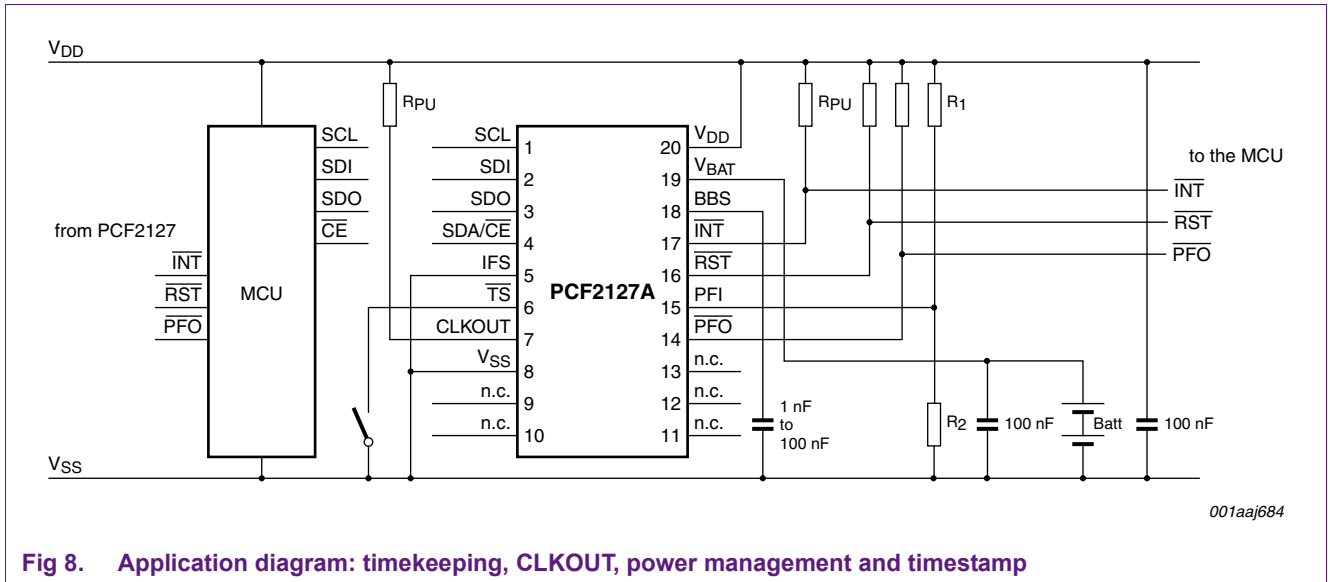 VDD
RPU
RPU
R1
SCL
SDI
SDO
CE
from PCF2127
INT
RST
PFO
MCU
SCL
SDI
SDO
SDA/CE
IFS
TS
CLKOUT
VSS
n.c.
n.c.
1
2
3
4
5
6
7
8
9
10
PCF2127A
20
19
18
17
16
15
14
13
12
11
VDD
VBAT
BBS
INT
RST
PFI
PFO
n.c.
n.c.
n.c.
to the MCU
INT
RST
PFO
1 nF
to
100 nF
R2
100 nF
Batt
100 nF
VSS
001aaj684
Fig 8. Application diagram: timekeeping, CLKOUT, power management and timestamp